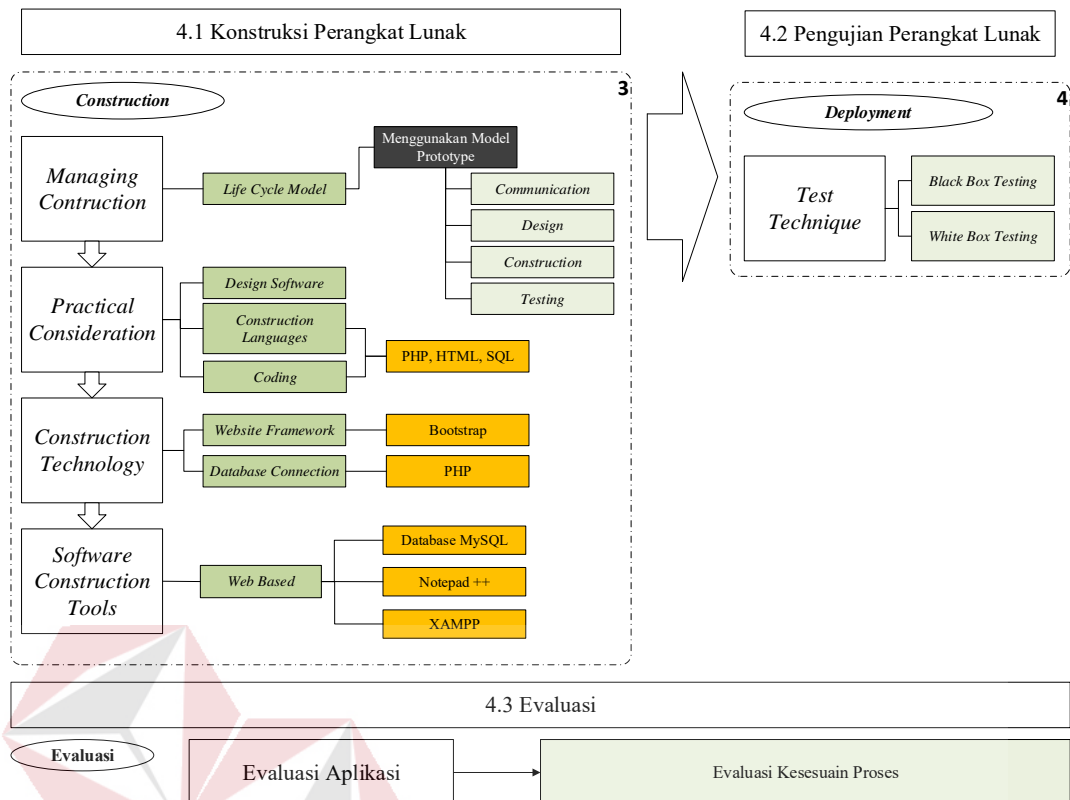 4.1 Konstruksi Perangkat Lunak
4.2 Pengujian Perangkat Lunak
3
Construction
Managing
Contruction
Life Cycle Model
Menggunakan Model
Prototype
Communication
Design
Construction
Testing
Practical
Consideration
Design Software
Construction
Languages
Coding
PHP, HTML, SQL
Construction
Technology
Website Framework
Bootstrap
Database Connection
PHP
Software
Construction
Tools
Web Based
Database MySQL
Notepad ++
XAMPP
4
Deployment
Test
Technique
Black Box Testing
White Box Testing
4.3 Evaluasi
Evaluasi
Evaluasi Aplikasi
Evaluasi Kesesuain Proses